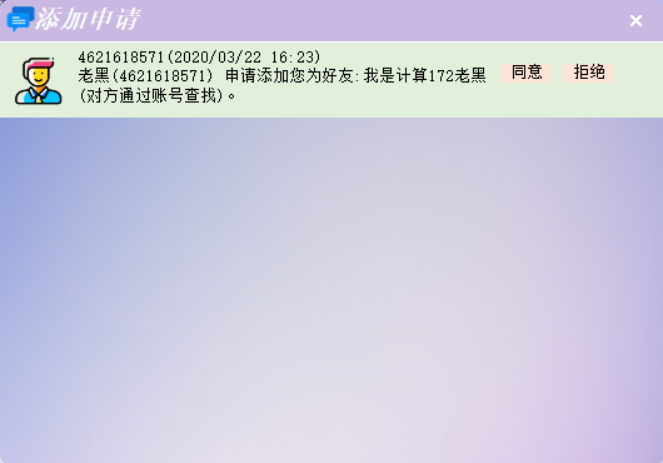 添加申请
4621618571(2020/03/22 16:23)
老黑(4621618571) 申请添加您为好友:我是计算172老黑
(对方通过账号查找)。
同意 拒绝